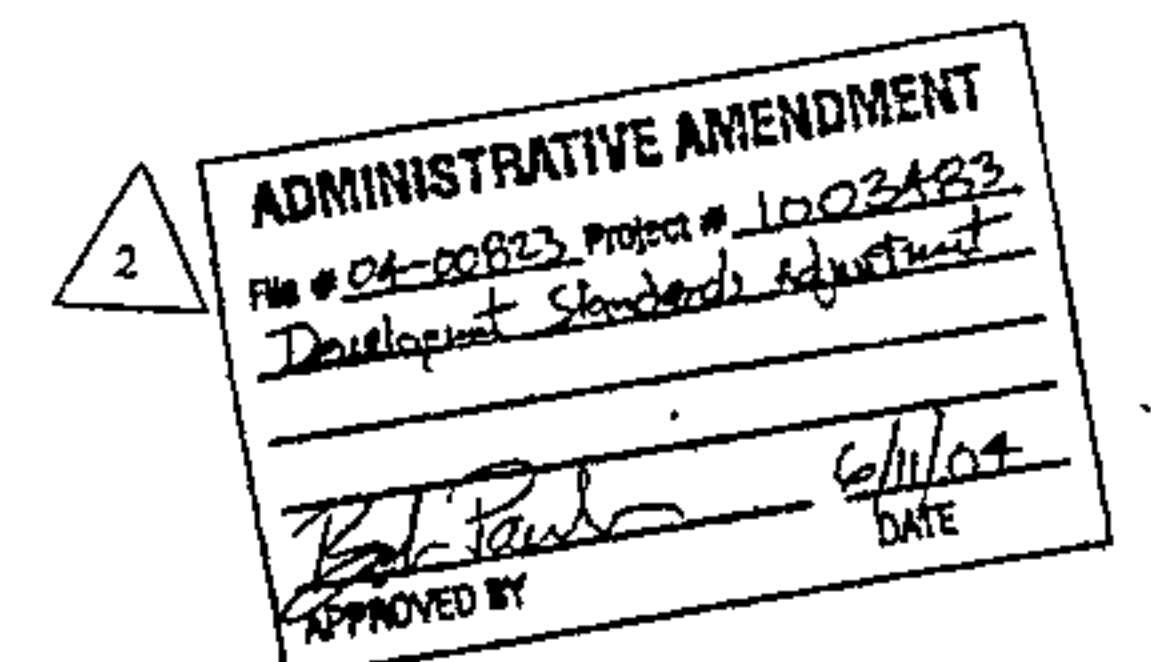 ADMINISTRATIVE AMENDMENT
2
File # 04-00823 Project # 1003483
Development Standards Adjustment
6/11/04
APPROVED BY DATE